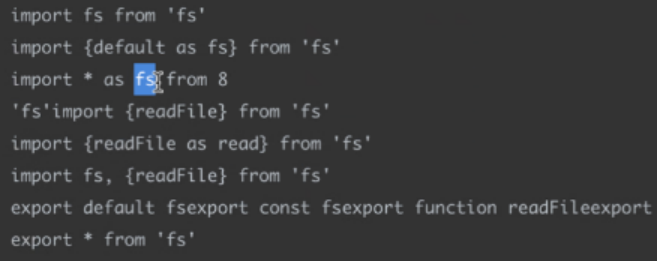 import fs from 'fs'
import {default as fs} from 'fs'
import * as fs from 8
'fs'import {readFile} from 'fs'
import {readFile as read} from 'fs'
import fs, {readFile} from 'fs'
export default fsexport const fsexport function readFileexport
export * from 'fs'